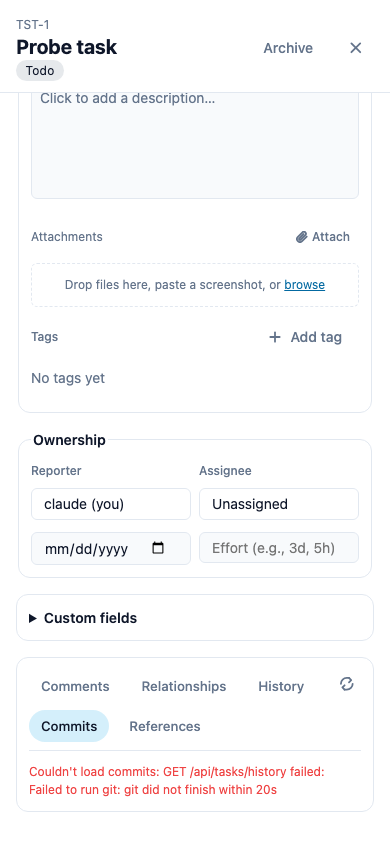 TST-1
Probe task
Archive
Todo
Click to add a description...
Attachments
Attach
Drop files here, paste a screenshot, or browse
Tags
Add tag
No tags yet
Ownership
Reporter
Assignee
claude (you)
Unassigned
mm/dd/yyyy
Effort (e.g., 3d, 5h)
Custom fields
Comments
Relationships
History
Commits
References
Couldn't load commits: GET /api/tasks/history failed:
Failed to run git: git did not finish within 20s